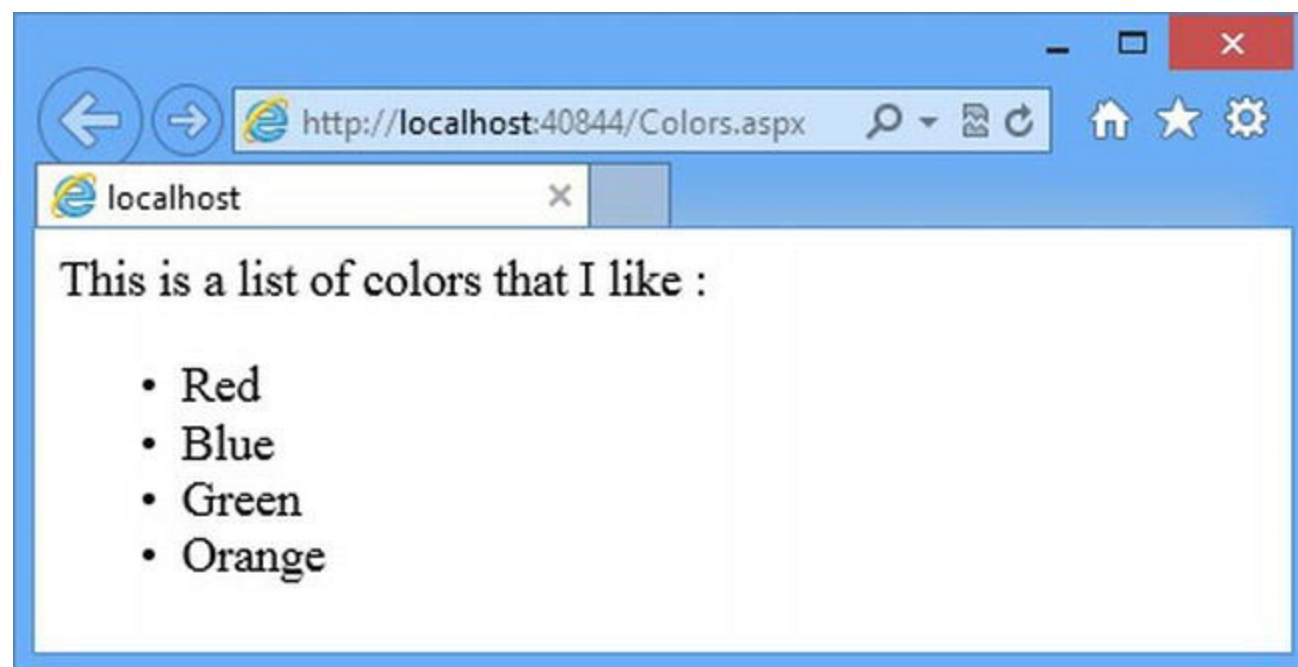 http://localhost:40844/Colors.aspx
localhost
This is a list of colors that I like :
• Red
• Blue
• Green
• Orange